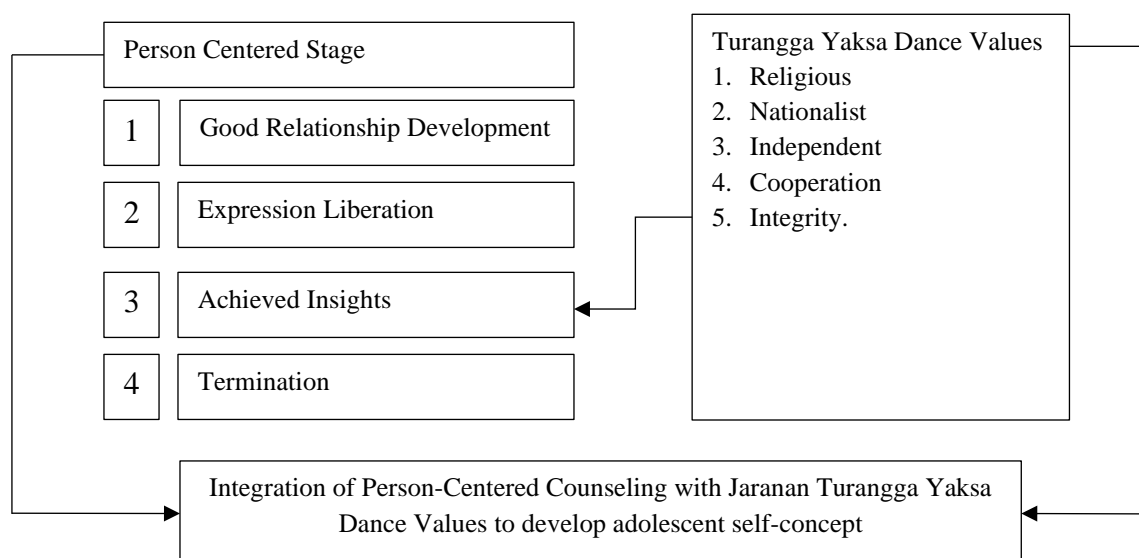 Person Centered Stage
1
Good Relationship Development
2
Expression Liberation
3
Achieved Insights
4
Termination
Turangga Yaksa Dance Values
1. Religious
2. Nationalist
3. Independent
4. Cooperation
5. Integrity.
Integration of Person-Centered Counseling with Jaranan Turangga Yaksa
Dance Values to develop adolescent self-concept